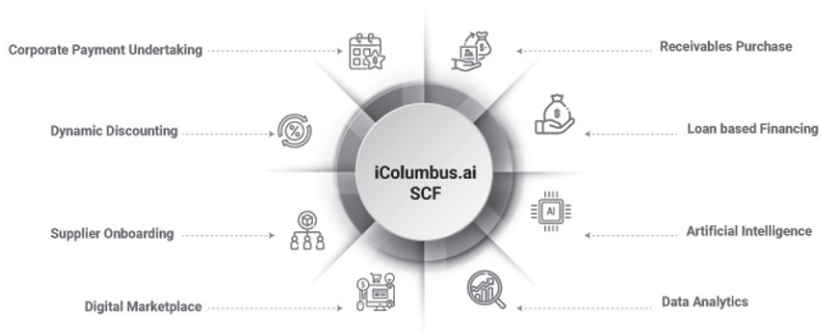 Corporate Payment Undertaking
Receivables Purchase
Dynamic Discounting
Loan based Financing
iColumbus.ai
SCF
AI
Supplier Onboarding
Artificial Intelligence
Digital Marketplace
Data Analytics